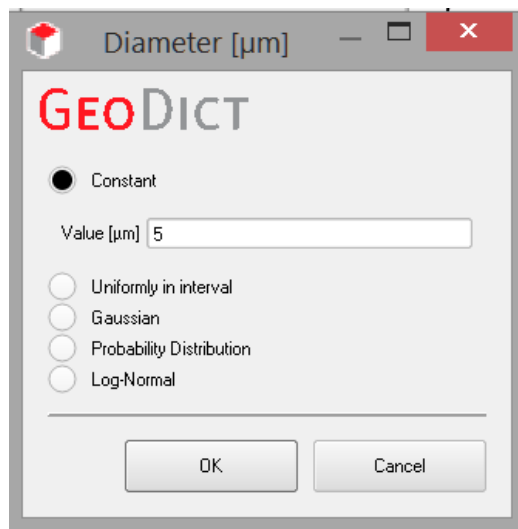 Diameter [µm]
GEODICT
Constant
Value [µm] 5
Uniformly in interval
Gaussian
Probability Distribution
Log-Normal
OK Cancel